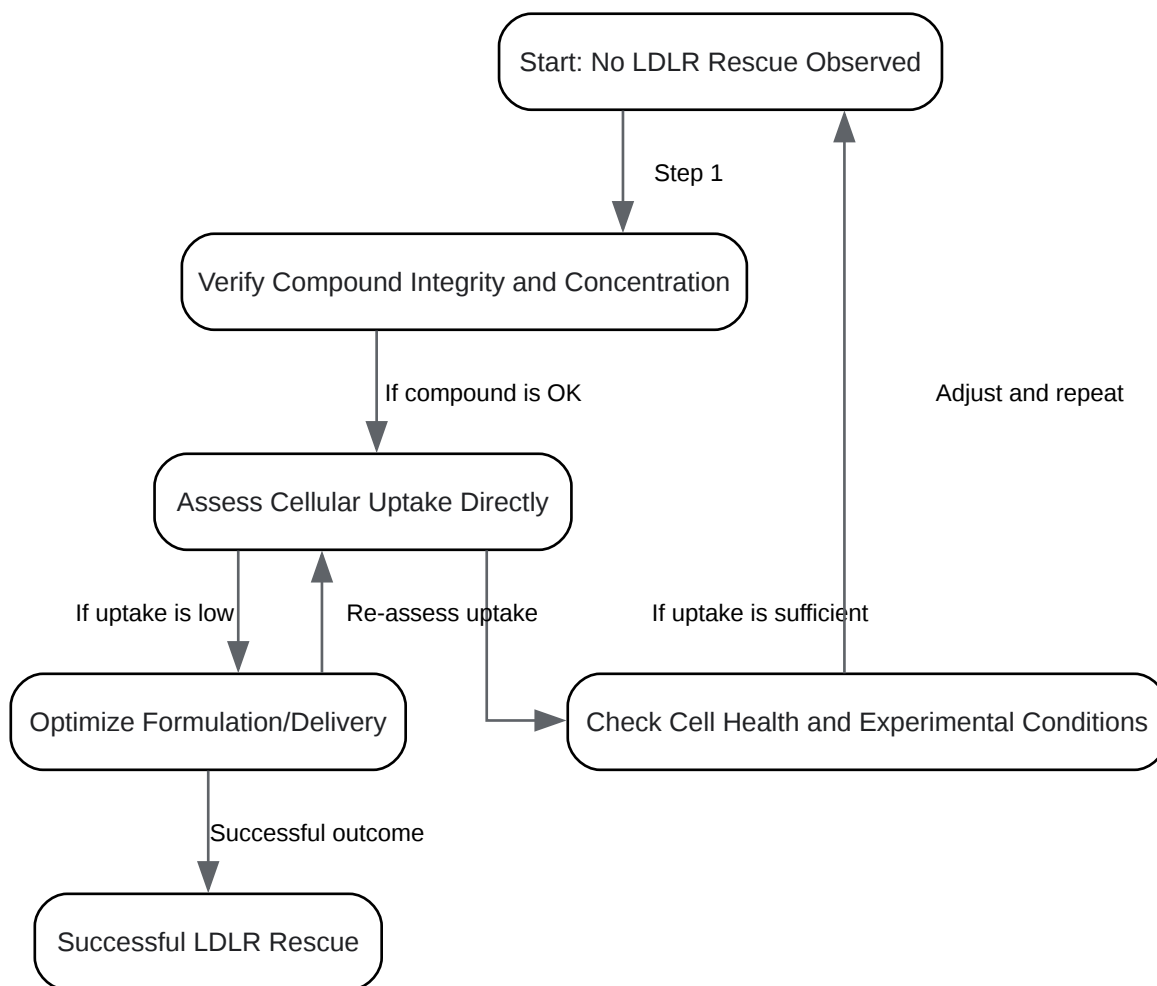 Start: No LDLR Rescue Observed
Step 1
Verify Compound Integrity and Concentration
If compound is OK
Adjust and repeat
Assess Cellular Uptake Directly
If uptake is low
Re-assess uptake
If uptake is sufficient
Optimize Formulation/Delivery
Check Cell Health and Experimental Conditions
Successful outcome
Successful LDLR Rescue